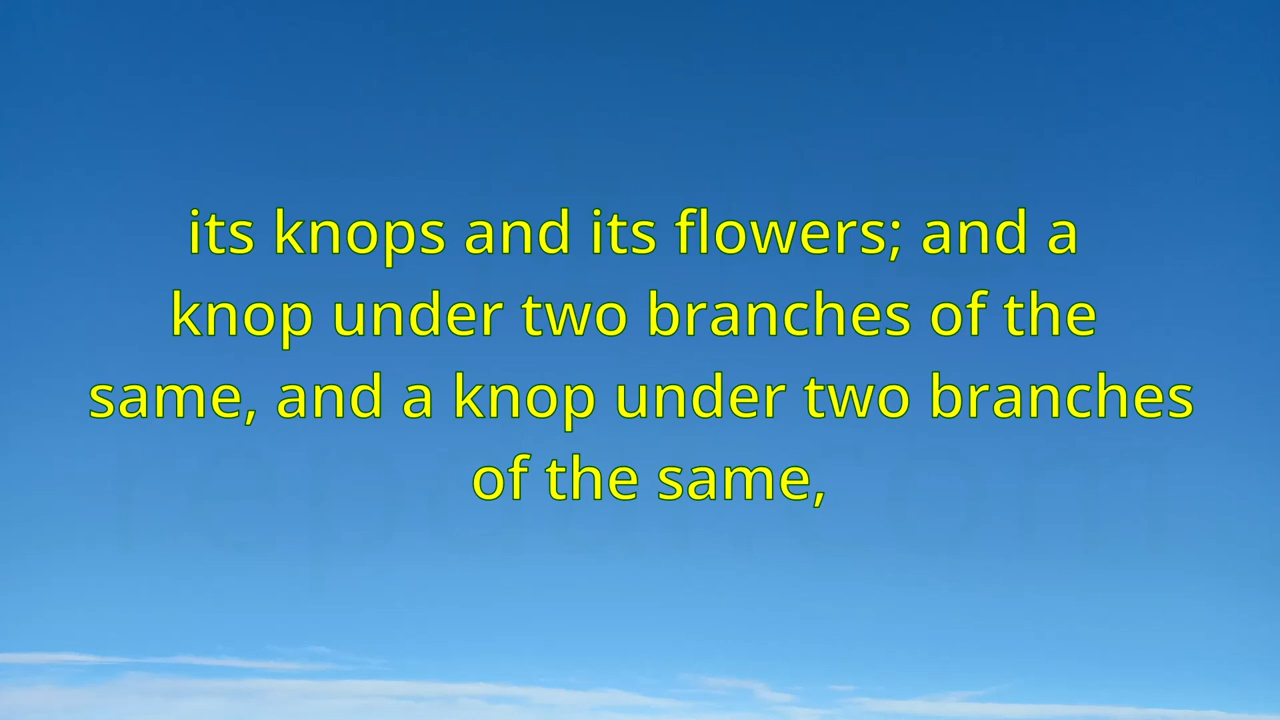 its knops and its flowers; and a
knop under two branches of the
same, and a knop under two branches
of the same,